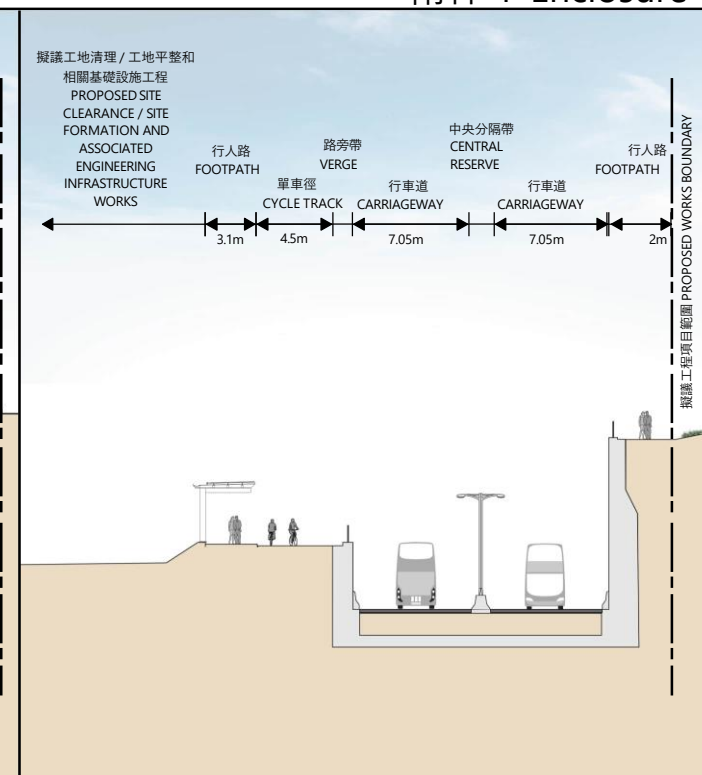 Enclosure
擬議工地清理 / 工地平整和
相關基礎設施工程
PROPOSED SITE
CLEARANCE / SITE
FORMATION AND
ASSOCIATED
ENGINEERING
INFRASTRUCTURE
WORKS
行人路
FOOTPATH
單車徑
CYCLE TRACK
路旁帶
VERGE
行車道
CARRIAGEWAY
中央分隔帶
CENTRAL
RESERVE
行車道
CARRIAGEWAY
行人路
FOOTPATH
3.1m
4.5m
7.05m
7.05m
2m
擬議工程項目範圍 PROPOSED WORKS BOUNDARY